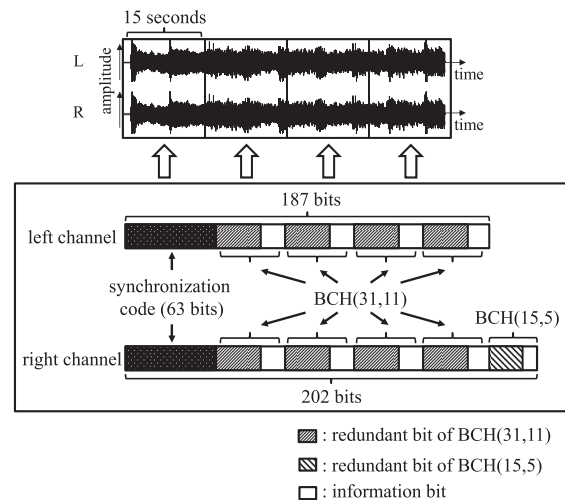 15 seconds
L
R
amplitude
time
time
187 bits
left channel
synchronization
code (63 bits)
BCH(31,11)
BCH(15,5)
right channel
202 bits
: redundant bit of BCH(31,11)
: redundant bit of BCH(15,5)
: information bit